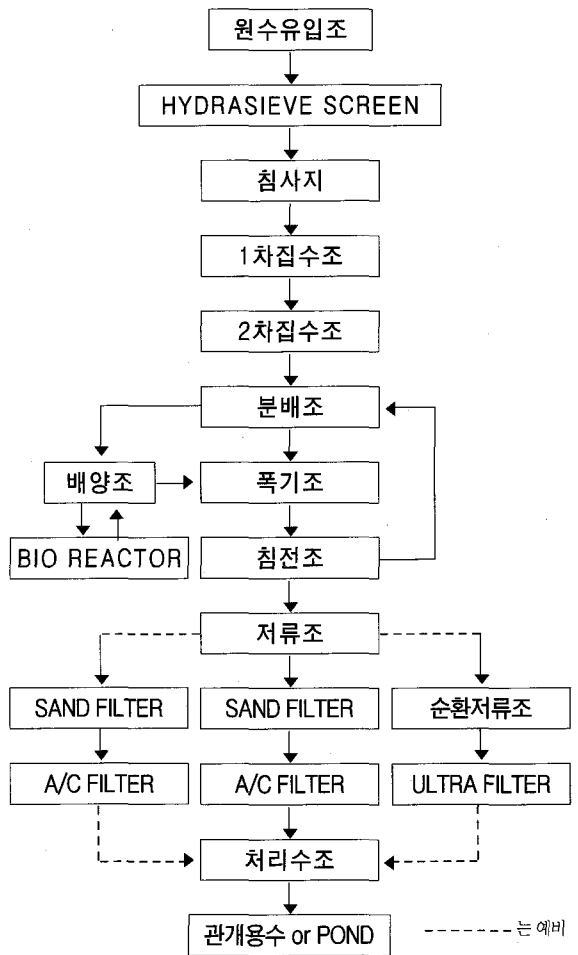 원수유입조
HYDRASIEVE SCREEN
침사지
1차집수조
2차집수조
분배조
배양조
폭기조
BIO REACTOR
침전조
저류조
SAND FILTER
SAND FILTER
순환저류조
A/C FILTER
A/C FILTER
ULTRA FILTER
처리수조
관개용수 or POND
는 예비